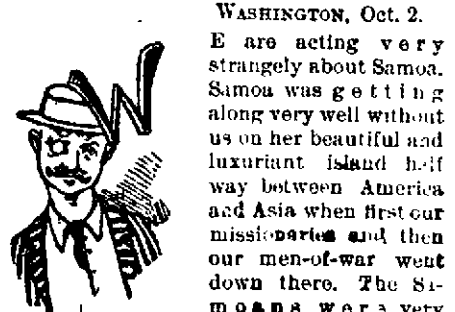 WASHINGTON, Oct. 2.
WE are acting very
strangely about Samoa.
Samoa was getting
along very well without
us on her beautiful and
luxuriant island half
way between America
and Asia when first our
missionaries and then
our men-of-war went
down there. The Sa-
moans were very